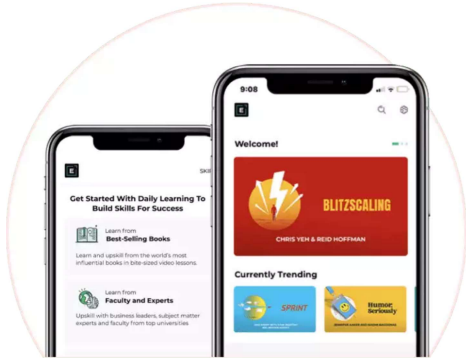 E
SKI
Get Started With Daily Learning To
Build Skills For Success
Learn from
Best-Selling Books
Learn and upskill from the world's most
influential books in bite-sized video lessons.
Learn from
Faculty and Experts
Upskill with business leaders, subject matter
experts and faculty from top universities
9:08
E
Welcome!
BLITZSCALING
CHRIS YEH & REID HOFFMAN
Currently Trending
SPRINT
Humor,
Seriously